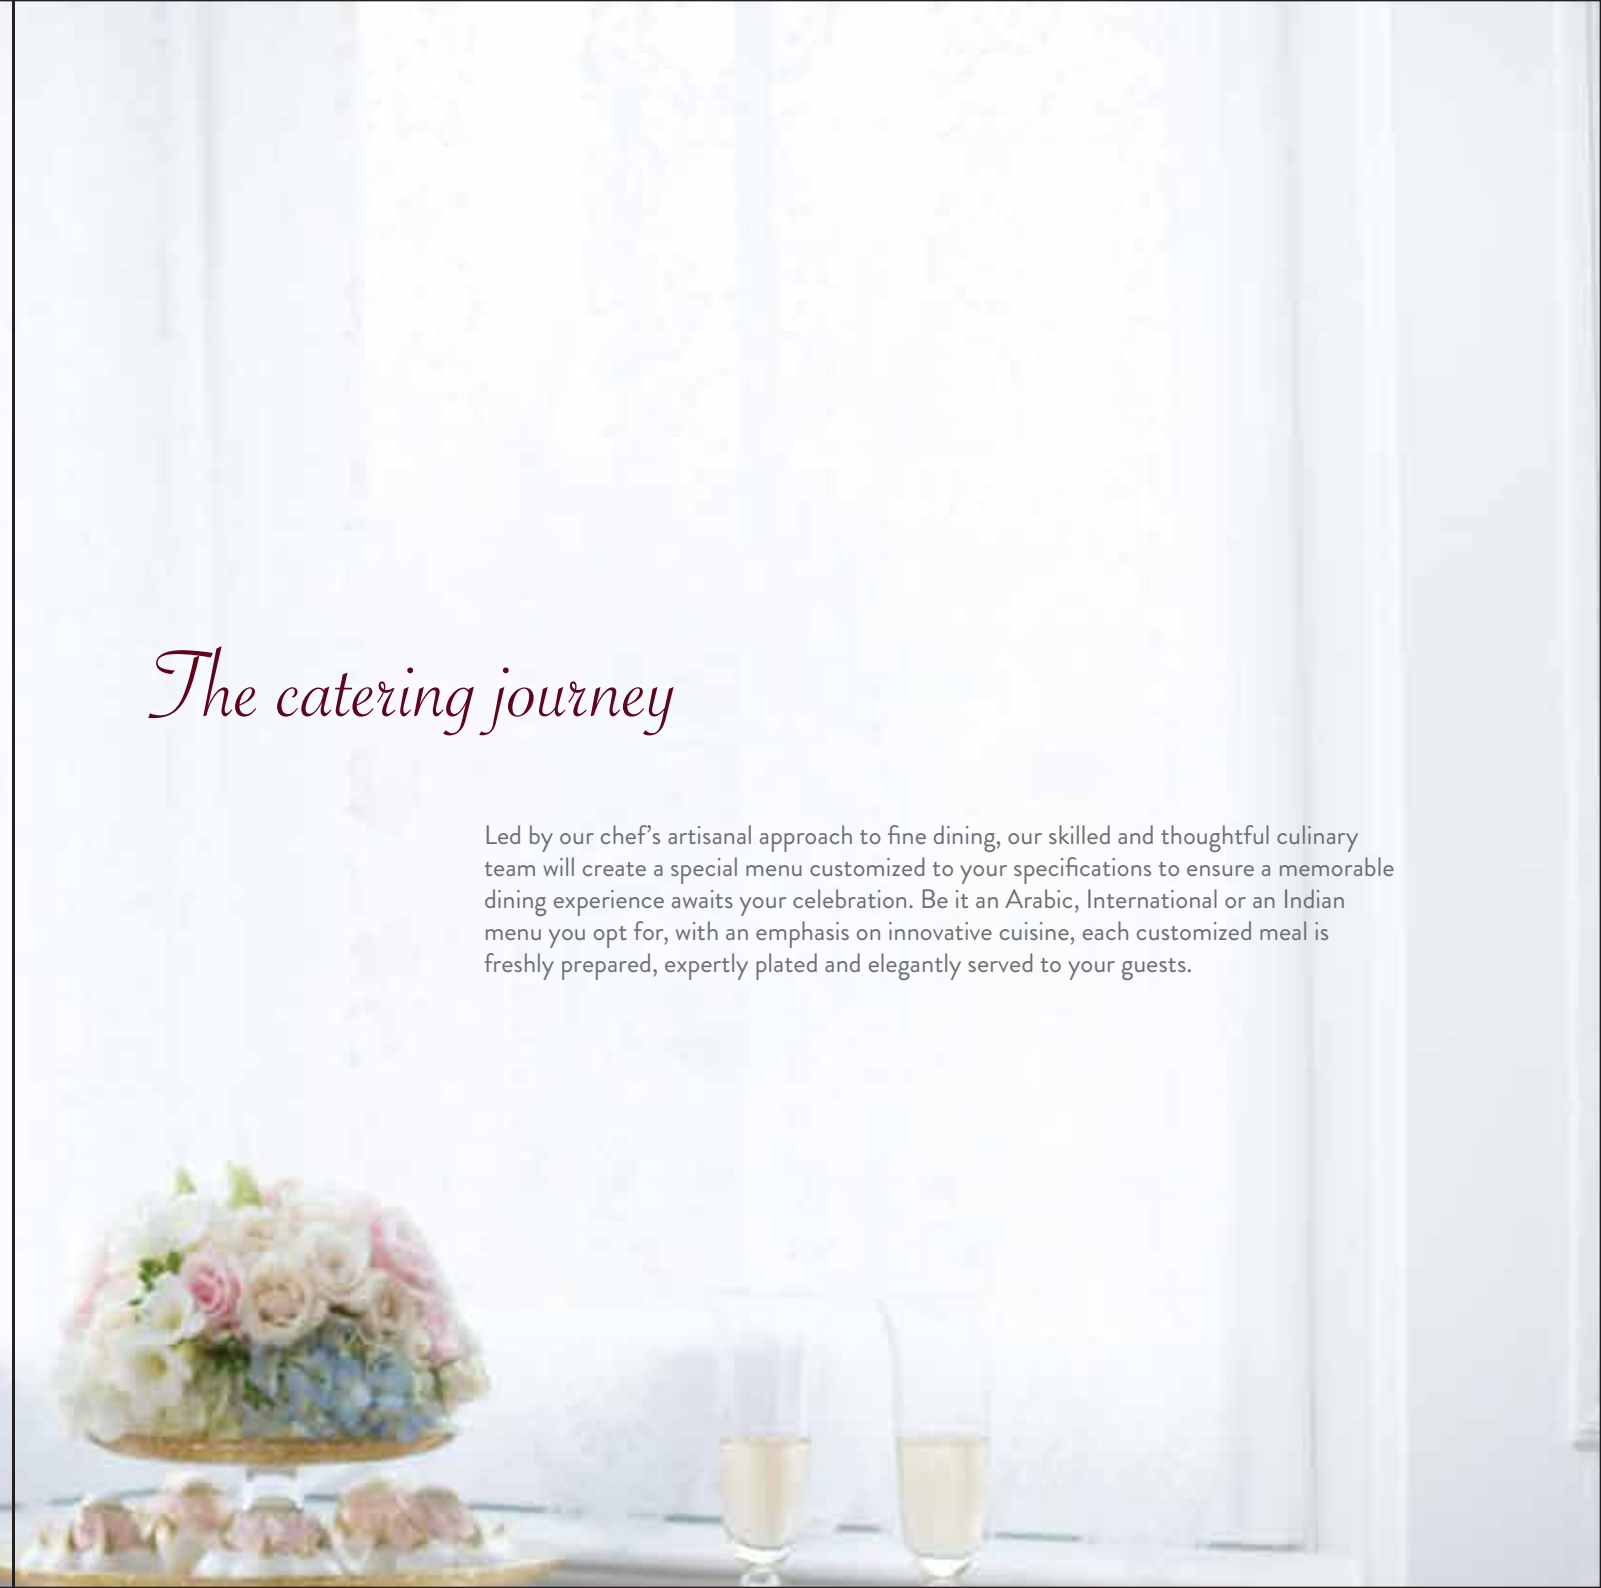 The catering journey
Led by our chef’s artisanal approach to fine dining, our skilled and thoughtful culinary
team will create a special menu customized to your specifications to ensure a memorable
dining experience awaits your celebration. Be it an Arabic, International or an Indian
menu you opt for, with an emphasis on innovative cuisine, each customized meal is
freshly prepared, expertly plated and elegantly served to your guests.